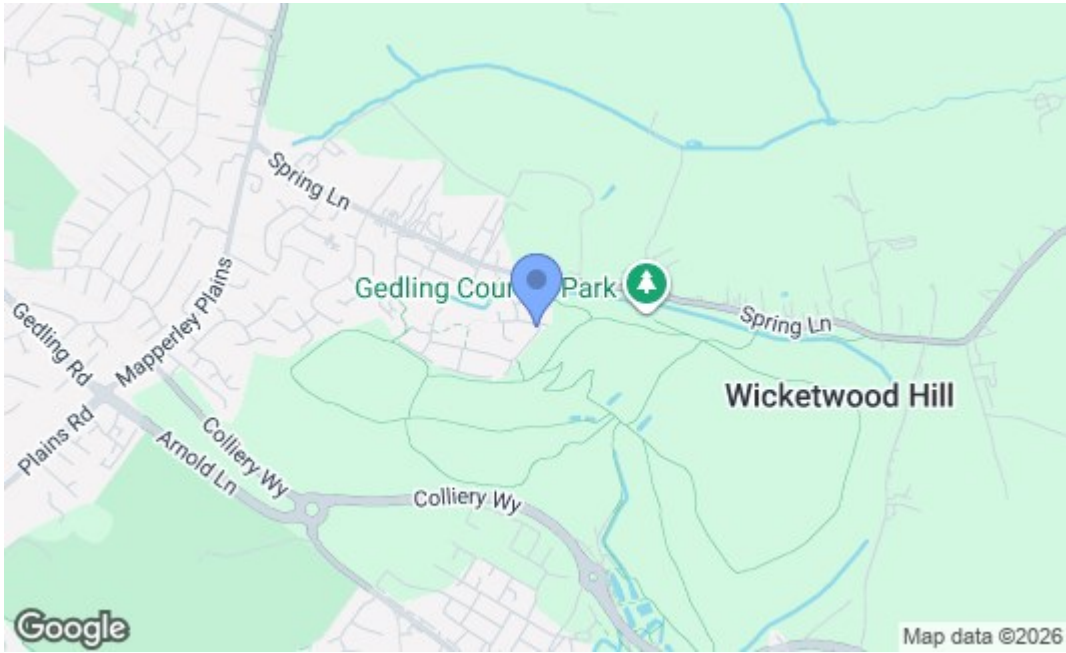 Spring Ln
Gedling Coun Park
Spring Ln
Mapperley Plains
Gedling Rd
Wicketwood Hill
Plains Rd
Colliery Wy
Arnold Ln
Colliery Wy
Google
Map data ©2026